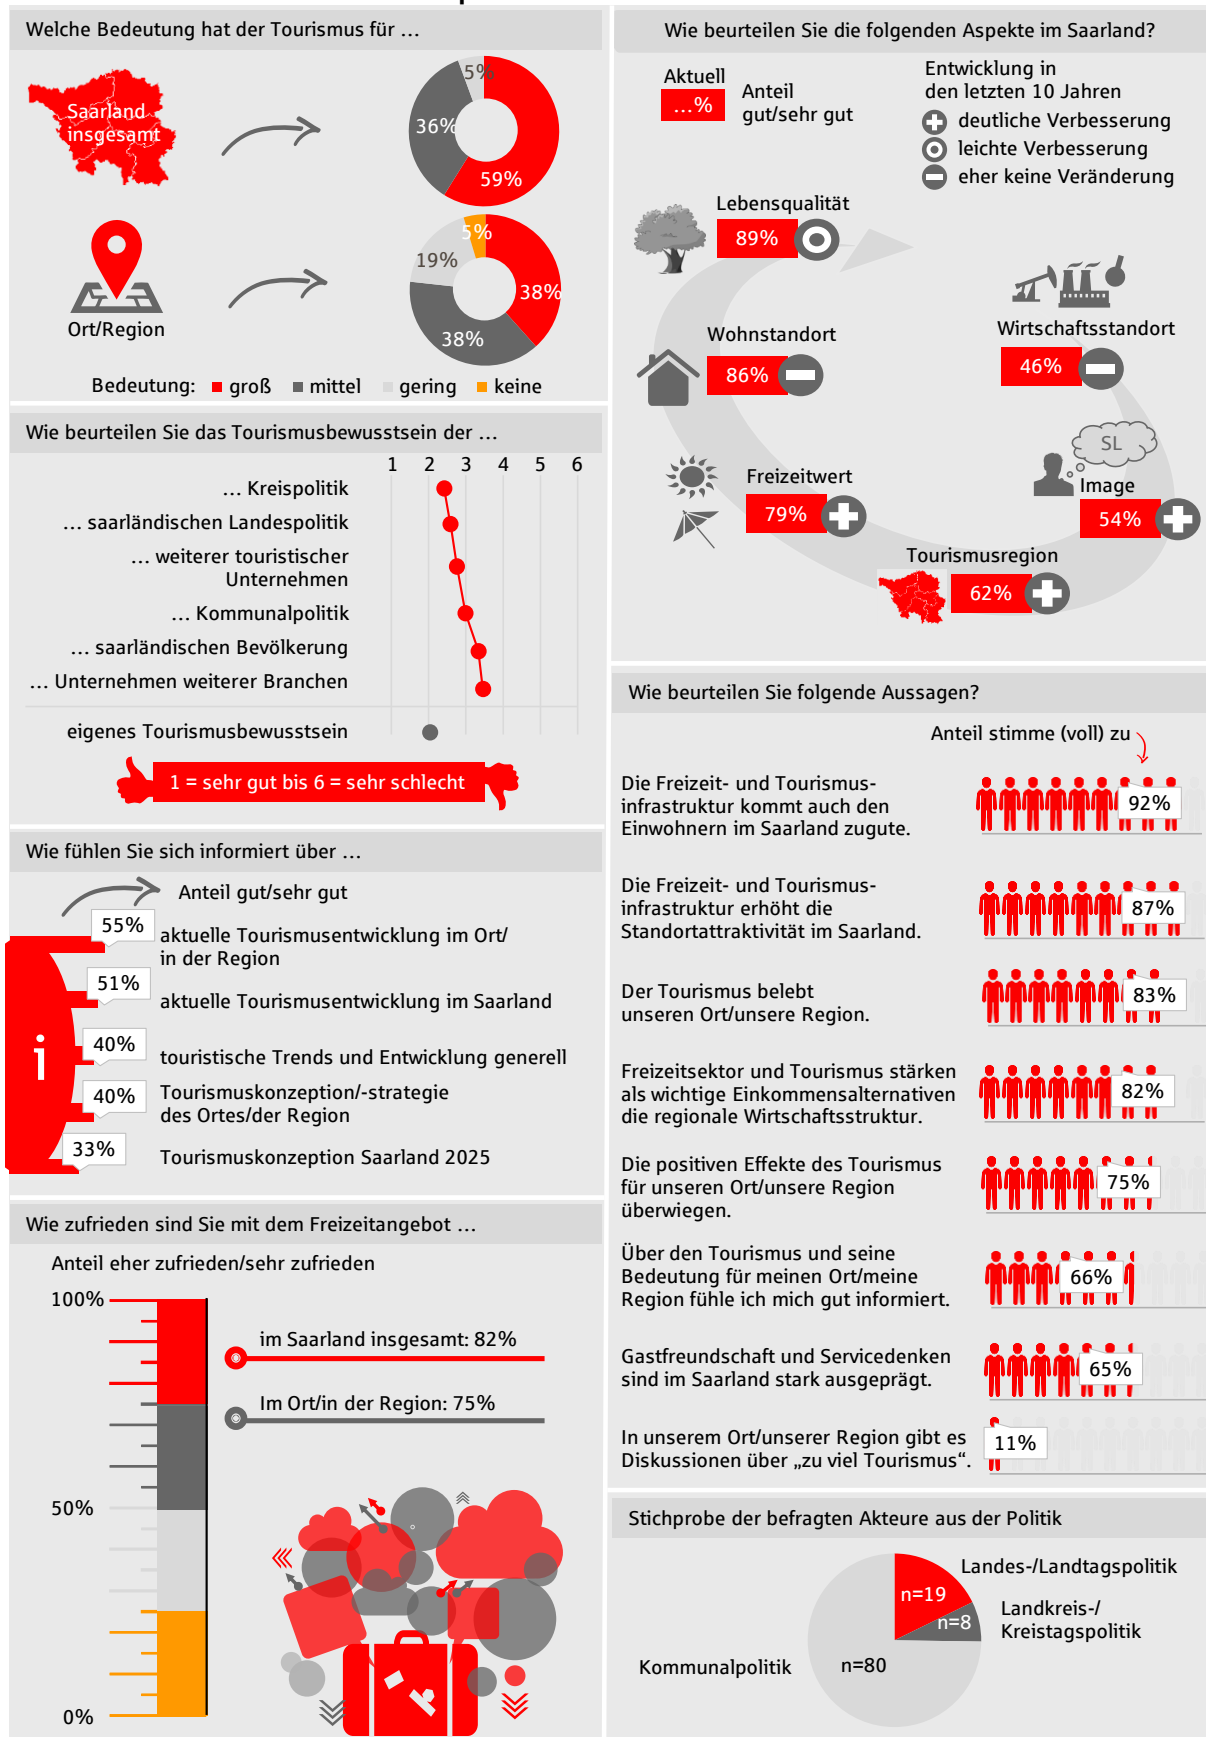 Welche Bedeutung hat der Tourismus für ...
Saarland
insgesamt
5%
36%
59%
Ort/Region
5%
19%
38%
38%
Bedeutung: groß mittel gering keine
Wie beurteilen Sie das Tourismusbewusstsein der ...
1 2 3 4 5 6
... Kreispolitik
... saarländischen Landespolitik
... weiterer touristischer
Unternehmen
... Kommunalpolitik
... saarländischen Bevölkerung
... Unternehmen weiterer Branchen
eigenes Tourismusbewusstsein
1 = sehr gut bis 6 = sehr schlecht
Wie fühlen Sie sich informiert über ...
Anteil gut/sehr gut
i
55%
aktuelle Tourismusentwicklung im Ort/
in der Region
51%
aktuelle Tourismusentwicklung im Saarland
40%
touristische Trends und Entwicklung generell
40%
Tourismuskonzeption/-strategie
des Ortes/der Region
33%
Tourismuskonzeption Saarland 2025
Wie zufrieden sind Sie mit dem Freizeitangebot ...
Anteil eher zufrieden/sehr zufrieden
100%
50%
0%
im Saarland insgesamt: 82%
Im Ort/in der Region: 75%
Wie beurteilen Sie die folgenden Aspekte im Saarland?
Aktuell
...%
Anteil
gut/sehr gut
Entwicklung in
den letzten 10 Jahren
deutliche Verbesserung
leichte Verbesserung
eher keine Veränderung
Lebensqualität
89%
Wohnstandort
86%
Freizeitwert
79%
Tourismusregion
62%
SL
Image
54%
Wirtschaftsstandort
46%
Wie beurteilen Sie folgende Aussagen?
Anteil stimme (voll) zu
Die Freizeit- und Tourismus-
infrastruktur kommt auch den
Einwohnern im Saarland zugute.
92%
Die Freizeit- und Tourismus-
infrastruktur erhöht die
Standortattraktivität im Saarland.
87%
Der Tourismus belebt
unseren Ort/unsere Region.
83%
Freizeitsektor und Tourismus stärken
als wichtige Einkommensalternativen
die regionale Wirtschaftsstruktur.
82%
Die positiven Effekte des Tourismus
für unseren Ort/unsere Region
überwiegen.
75%
Über den Tourismus und seine
Bedeutung für meinen Ort/meine
Region fühle ich mich gut informiert.
66%
Gastfreundschaft und Servicedenken
sind im Saarland stark ausgeprägt.
65%
In unserem Ort/unserer Region gibt es
Diskussionen über „zu viel Tourismus“.
11%
Stichprobe der befragten Akteure aus der Politik
Landes-/Landtagspolitik
n=19
Landkreis-/
Kreistagspolitik
n=8
Kommunalpolitik
n=80